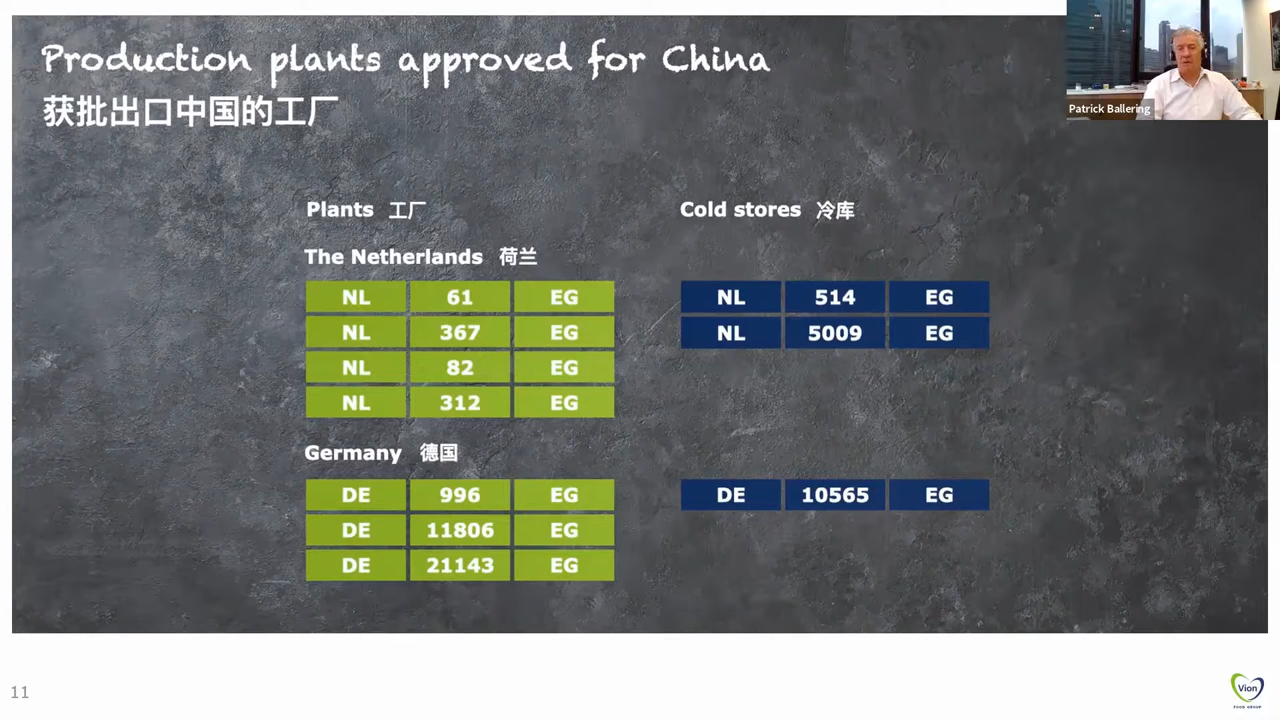 Production plants approved for China
获批出口中国的工厂
Patrick Ballering
Plants 工厂
The Netherlands 荷兰
NL 61 EG
NL 367 EG
NL 82 EG
NL 312 EG
Germany 德国
DE 996 EG
DE 11806 EG
DE 21143 EG
Cold stores 冷库
NL 514 EG
NL 5009 EG
DE 10565 EG
11
Vion
FOOD GROUP